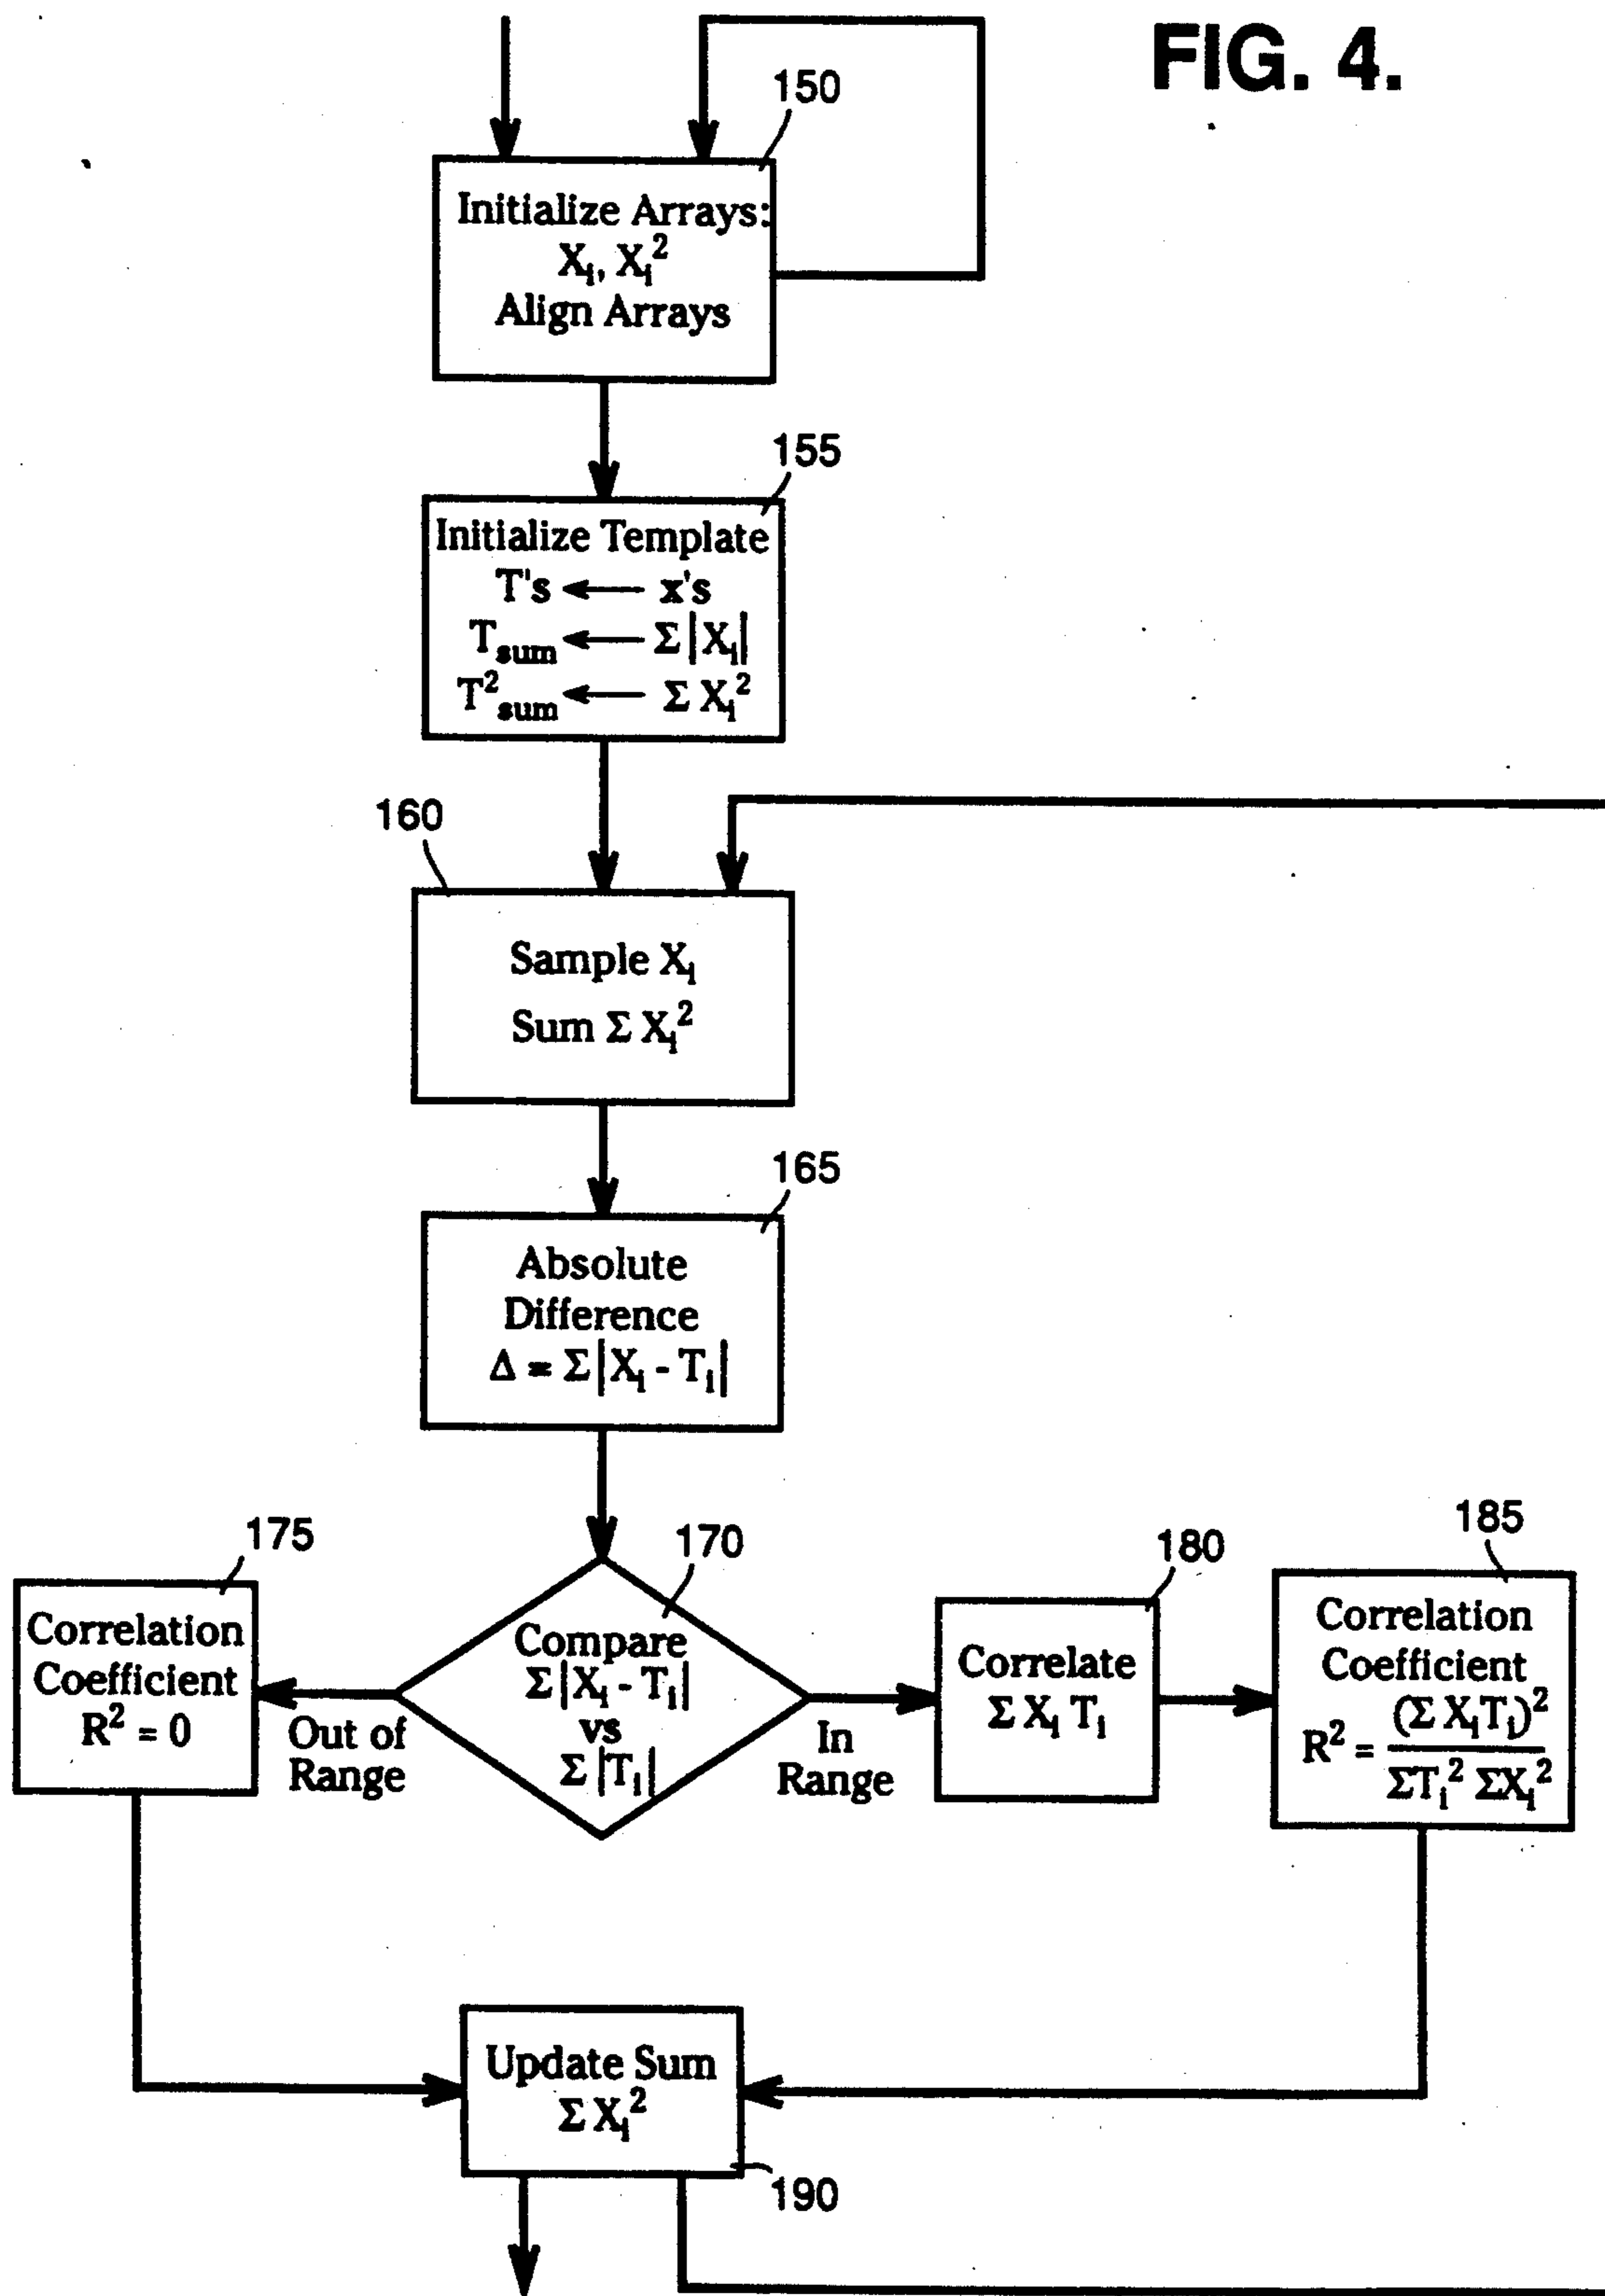 FIG. 4.
150
Initialize Arrays:
Xᵢ, Xᵢ²
Align Arrays
155
Initialize Template
T's ← x's
T_sum ← Σ|Xᵢ|
T²_sum ← Σ Xᵢ²
160
Sample Xᵢ
Sum Σ Xᵢ²
165
Absolute
Difference
Δ = Σ|Xᵢ - Tᵢ|
170
Compare
Σ|Xᵢ - Tᵢ|
vs
Σ|Tᵢ|
175
Correlation
Coefficient
R² = 0
Out of
Range
In
Range
180
Correlate
Σ Xᵢ Tᵢ
185
Correlation
Coefficient
R² = (Σ XᵢTᵢ)² / ΣTᵢ² ΣXᵢ²
Update Sum
Σ Xᵢ²
190